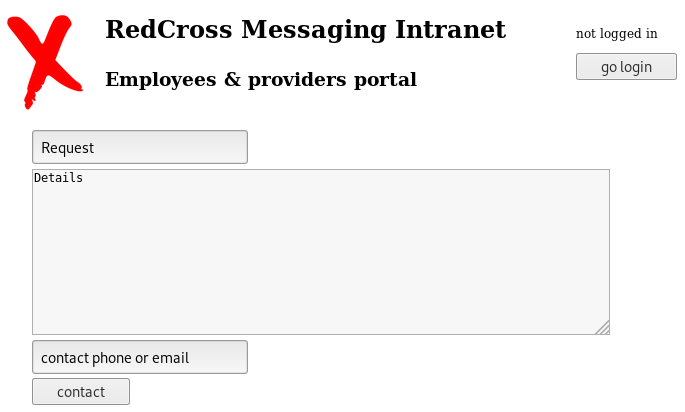 RedCross Messaging Intranet
not logged in
go login
Employees & providers portal
Request
Details
contact phone or email
contact